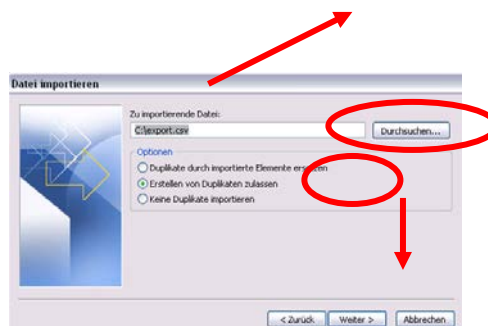 Datei importieren
Zu importierende Datei:
C:\export.csv
Durchsuchen...
Optionen
Duplikate durch importierte Elemente ersetzen
Erstellen von Duplikaten zulassen
Keine Duplikate importieren
< Zurück Weiter > Abbrechen